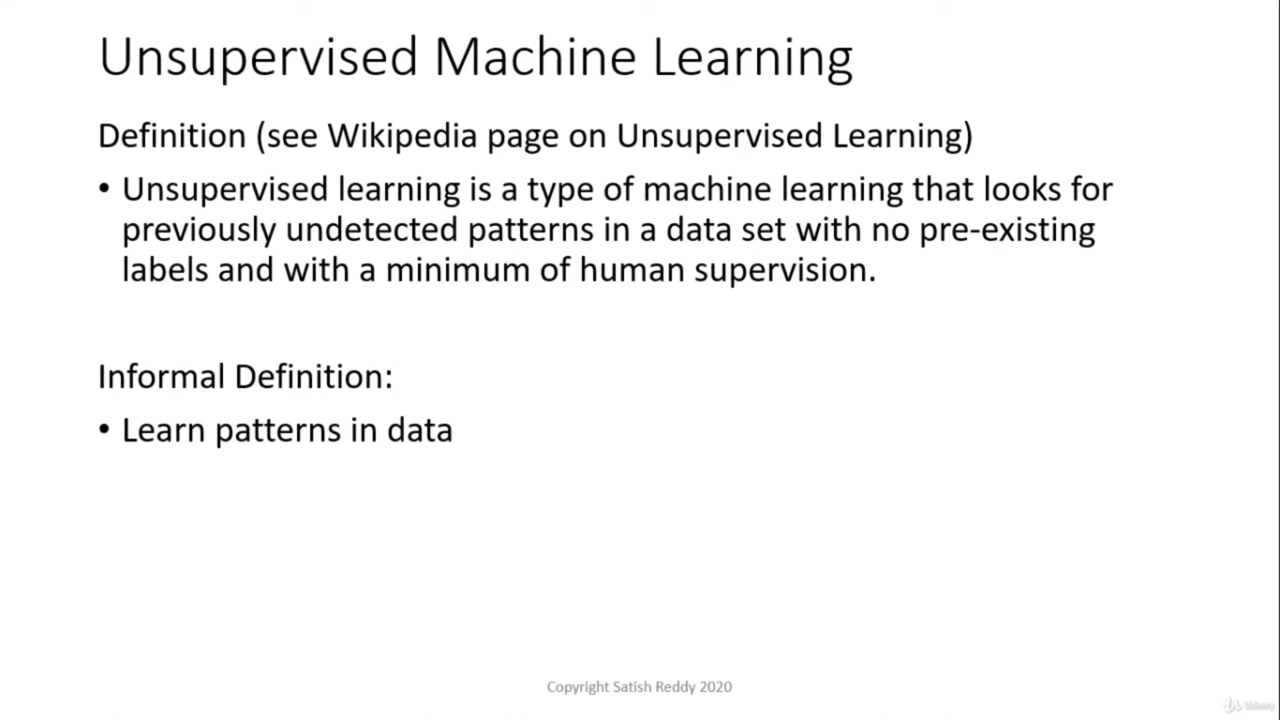 Unsupervised Machine Learning
Definition (see Wikipedia page on Unsupervised Learning)
• Unsupervised learning is a type of machine learning that looks for
previously undetected patterns in a data set with no pre-existing
labels and with a minimum of human supervision.
Informal Definition:
• Learn patterns in data
Copyright Satish Reddy 2020
Udemy